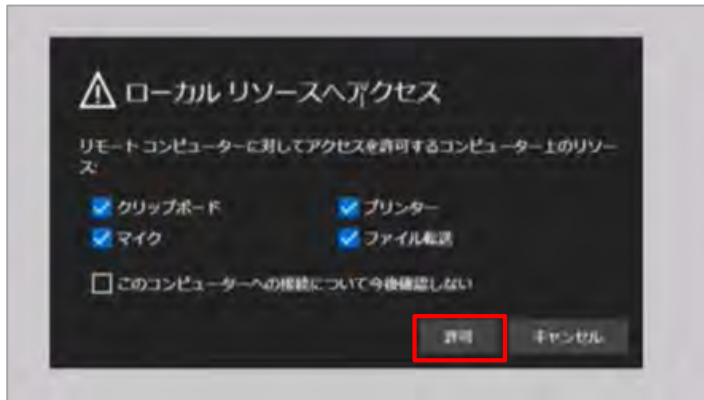 ローカル リソースへアクセス
リモート コンピューターに対してアクセスを許可するコンピューター上のリソー
ス:
クリップボード プリンター
マイク ファイル転送
このコンピューターへの接続について今後確認しない
許可 キャンセル